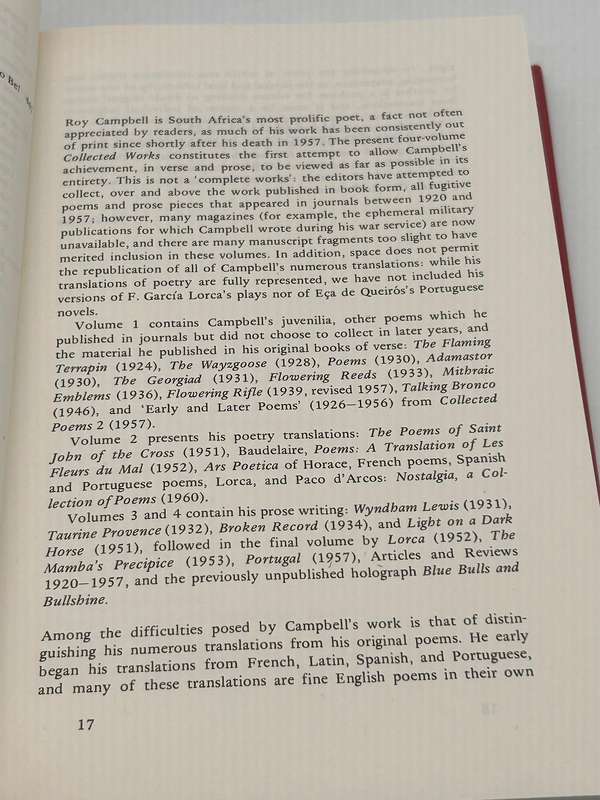 o Bel
Roy Campbell is South Africa's most prolific poet, a fact not often
appreciated by readers, as much of his work has been consistently out
of print since shortly after his death in 1957. The present four-volume
Collected Works constitutes the first attempt to allow Campbell's
achievement, in verse and prose, to be viewed as far as possible in its
entirety. This is not a 'complete works': the editors have attempted to
collect, over and above the work published in book form, all fugitive
poems and prose pieces that appeared in journals between 1920 and
1957; however, many magazines (for example, the ephemeral military
publications for which Campbell wrote during his war service) are now
unavailable, and there are many manuscript fragments too slight to have
merited inclusion in these volumes. In addition, space does not permit
the republication of all of Campbell's numerous translations: while his
translations of poetry are fully represented, we have not included his
versions of F. García Lorca's plays nor of Eça de Queirós's Portuguese
novels.
Volume 1 contains Campbell's juvenilia, other poems which he
published in journals but did not choose to collect in later years, and
the material he published in his original books of verse: The Flaming
Terrapin (1924), The Wayzgoose (1928), Poems (1930), Adamastor
(1930), The Georgiad (1931), Flowering Reeds (1933), Mithraic
Emblems (1936), Flowering Rifle (1939, revised 1957), Talking Bronco
(1946), and 'Early and Later Poems' (1926–1956) from Collected
Poems 2 (1957).
Volume 2 presents his poetry translations: The Poems of Saint
John of the Cross (1951), Baudelaire, Poems: A Translation of Les
Fleurs du Mal (1952), Ars Poetica of Horace, French poems, Spanish
and Portuguese poems, Lorca, and Paco d'Arcos: Nostalgia, a Col-
lection of Poems (1960).
Volumes 3 and 4 contain his prose writing: Wyndham Lewis (1931),
Taurine Provence (1932), Broken Record (1934), and Light on a Dark
Horse (1951), followed in the final volume by Lorca (1952), The
Mamba's Precipice (1953), Portugal (1957), Articles and Reviews
1920–1957, and the previously unpublished holograph Blue Bulls and
Bullshine.
Among the difficulties posed by Campbell's work is that of distin-
guishing his numerous translations from his original poems. He early
began his translations from French, Latin, Spanish, and Portuguese,
and many of these translations are fine English poems in their own
17